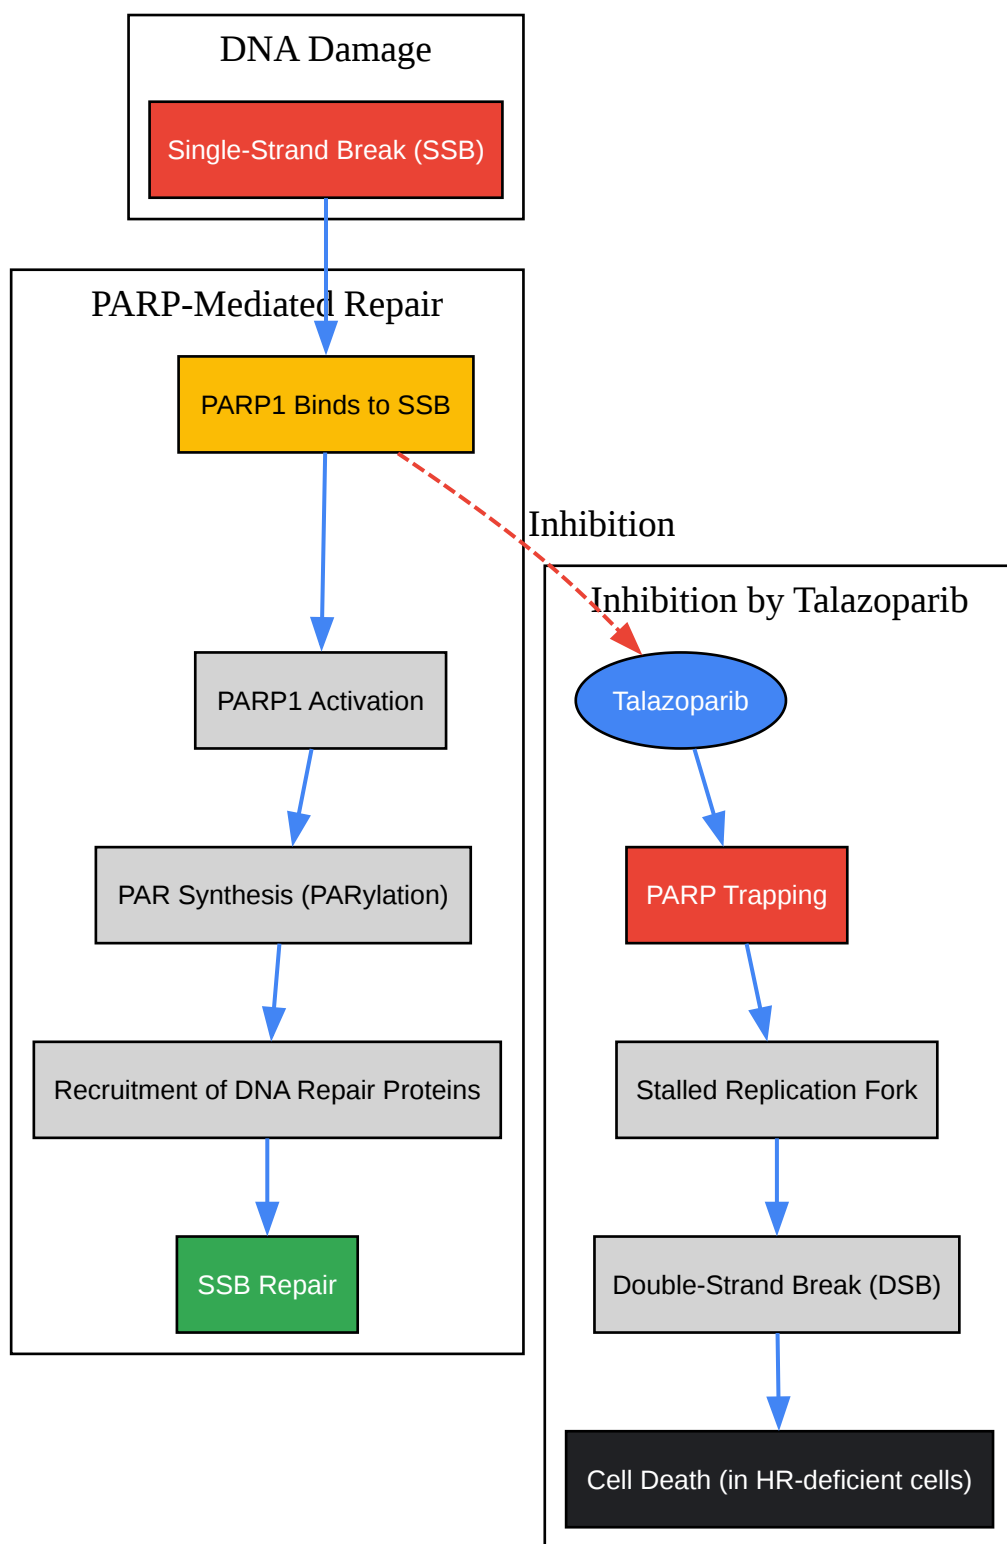 DNA Damage
Single-Strand Break (SSB)
PARP-Mediated Repair
PARP1 Binds to SSB
Inhibition
Inhibition by Talazoparib
PARP1 Activation
Talazoparib
PAR Synthesis (PARylation)
PARP Trapping
Recruitment of DNA Repair Proteins
Stalled Replication Fork
SSB Repair
Double-Strand Break (DSB)
Cell Death (in HR-deficient cells)